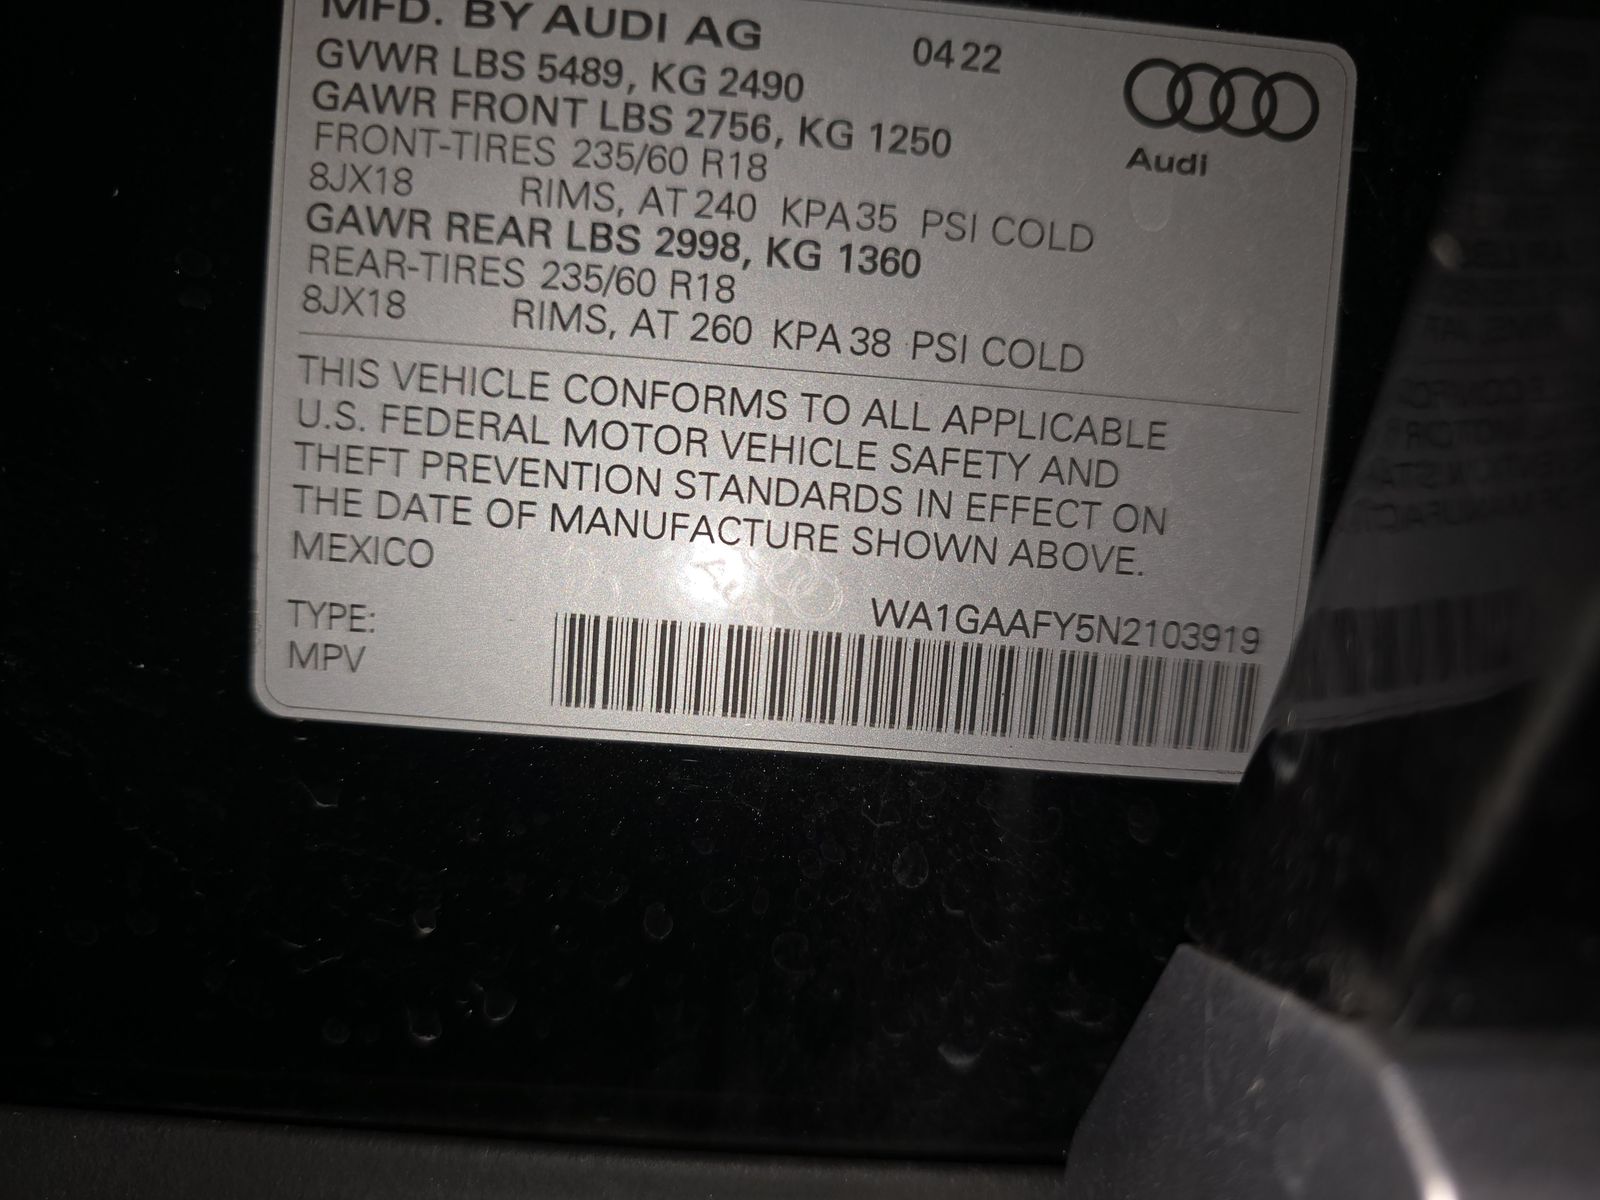 MFD. BY AUDI AG 0422
GVWR LBS 5489, KG 2490
GAWR FRONT LBS 2756, KG 1250
FRONT-TIRES 235/60 R18
8JX18 RIMS, AT 240 KPA 35 PSI COLD
GAWR REAR LBS 2998, KG 1360
REAR-TIRES 235/60 R18
8JX18 RIMS, AT 260 KPA 38 PSI COLD
Audi
THIS VEHICLE CONFORMS TO ALL APPLICABLE
U.S. FEDERAL MOTOR VEHICLE SAFETY AND
THEFT PREVENTION STANDARDS IN EFFECT ON
THE DATE OF MANUFACTURE SHOWN ABOVE.
MEXICO
WA1GAAFY5N2103919
TYPE:
MPV